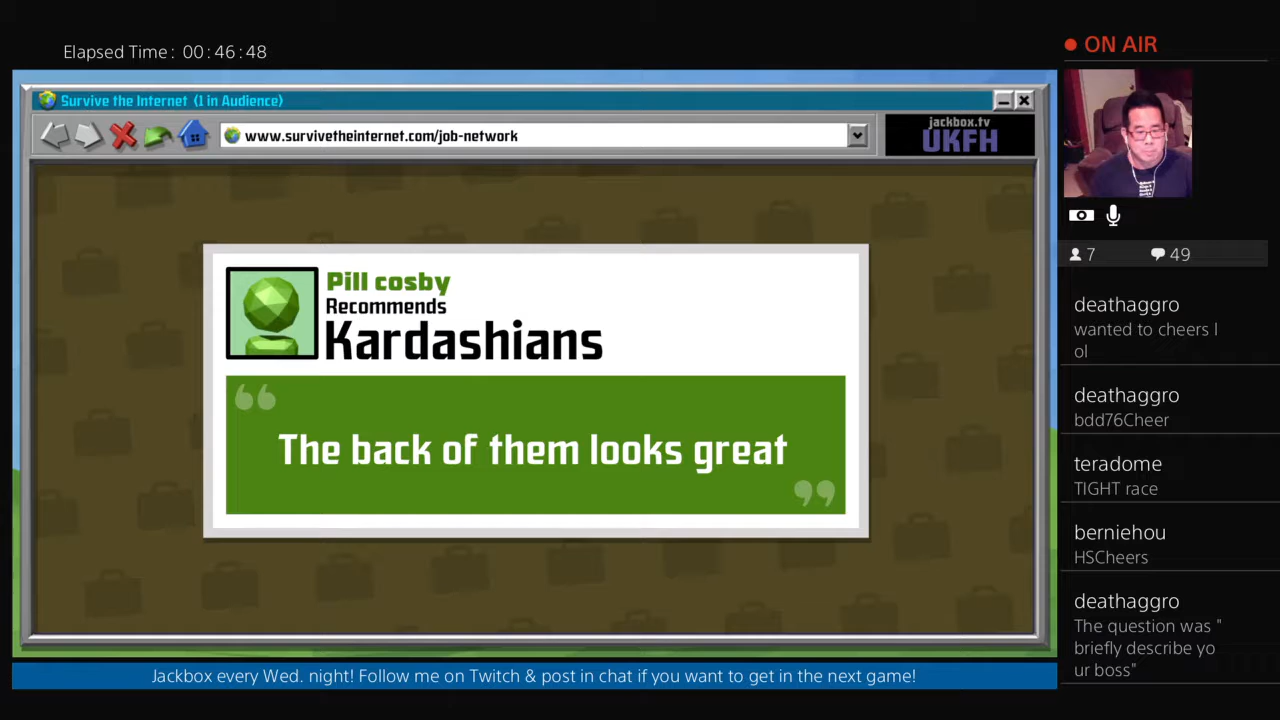 Elapsed Time: 00:46:48
ON AIR
Survive the Internet (1 in Audience)
www.survivetheinternet.com/job-network
jackbox.tv
UKFH
Pill cosby
Recommends
Kardashians
“
The back of them looks great
”
7
49
deathaggro
wanted to cheers l
ol
deathaggro
bdd76Cheer
teradome
TIGHT race
berniehou
HSCheers
deathaggro
The question was "
briefly describe yo
ur boss"
Jackbox every Wed. night! Follow me on Twitch & post in chat if you want to get in the next game!